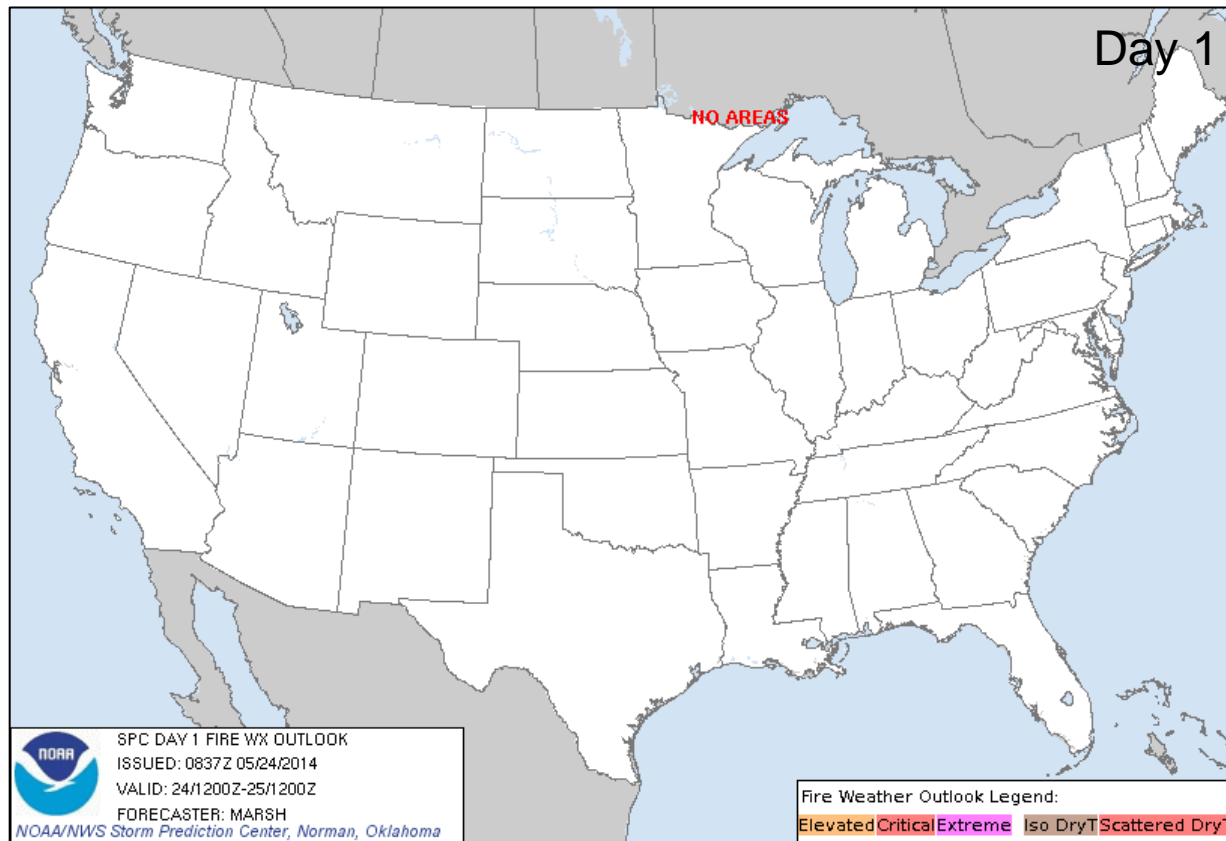 Day 1
NO AREAS
NOAA
SPC DAY 1 FIRE WX OUTLOOK
ISSUED: 0837Z 05/24/2014
VALID: 24/1200Z-25/1200Z
FORECASTER: MARSH
NOAA/NWS Storm Prediction Center, Norman, Oklahoma
Fire Weather Outlook Legend:
Elevated Critical Extreme Iso DryT Scattered DryT